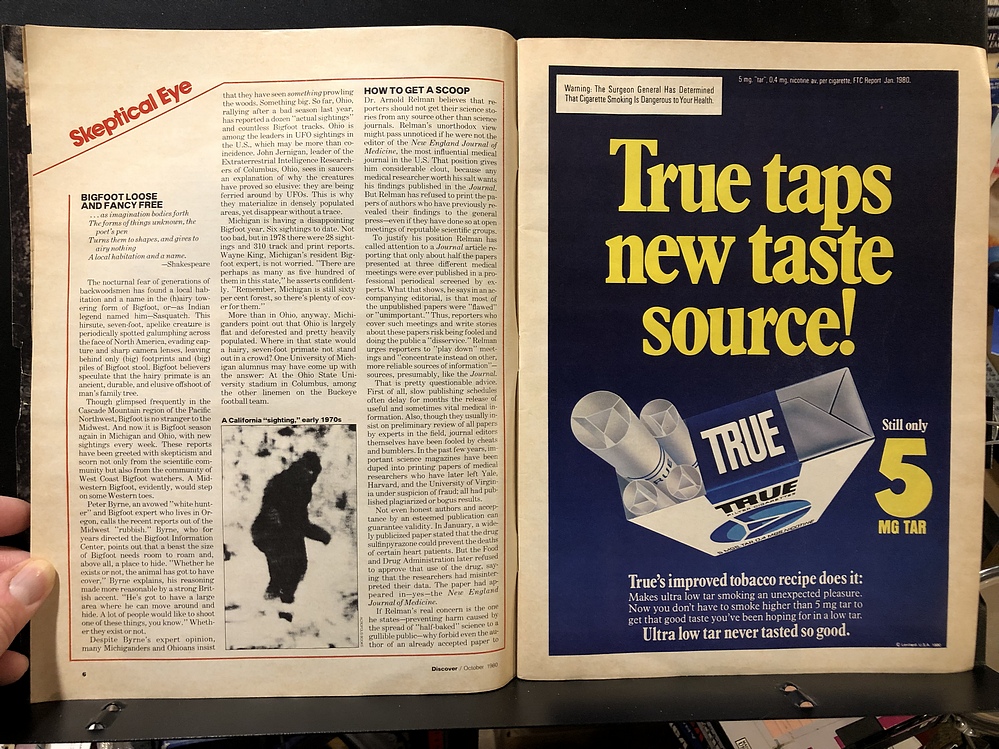 Skeptical Eye
BIGFOOT LOOSE
AND FANCY FREE
. . . as imagination bodies forth
The forms of things unknown, the
poet's pen
Turns them to shapes, and gives to
airy nothing
A local habitation and a name.
—Shakespeare
The nocturnal fear of generations of
backwoodsmen has found a local hab-
itation and a name in the (h)airy tow-
ering form of Bigfoot, or—as Indian
legend named him—Sasquatch. This
hirsute, seven-foot, apelike creature is
periodically spotted galumphing across
the face of North America, evading cap-
ture and sharp camera lenses, leaving
behind only (big) footprints and (big)
piles of Bigfoot stool. Bigfoot believers
speculate that the hairy primate is an
ancient, durable, and elusive offshoot of
man's family tree.
Though glimpsed frequently in the
Cascade Mountain region of the Pacific
Northwest, Bigfoot is no stranger to the
Midwest. And now it is Bigfoot season
again in Michigan and Ohio, with new
sightings every week. These reports
have been greeted with skepticism and
scorn not only from the scientific com-
munity but also from the community of
West Coast Bigfoot watchers. A Mid-
western Bigfoot, evidently, would step
on some Western toes.
Peter Byrne, an avowed "white hunt-
er" and Bigfoot expert who lives in Or-
egon, calls the recent reports out of the
Midwest "rubbish." Byrne, who for
years directed the Bigfoot Information
Center, points out that a beast the size
of Bigfoot needs room to roam and,
above all, a place to hide. "Whether he
exists or not, the animal has got to have
cover," Byrne explains, his reasoning
made more reasonable by a strong Brit-
ish accent. "He's got to have a large
area where he can move around and
hide. A lot of people would like to shoot
one of these things, you know." Wheth-
er they exist or not.
Despite Byrne's expert opinion,
many Michiganders and Ohioans insist
that they have seen something prowling
the woods. Something big. So far, Ohio,
rallying after a bad season last year,
has reported a dozen "actual sightings"
and countless Bigfoot tracks. Ohio is
among the leaders in UFO sightings in
the U.S., which may be more than co-
incidence. John Jernigan, leader of the
Extraterrestrial Intelligence Research-
ers of Columbus, Ohio, sees in saucers
an explanation of why the creatures
have proved so elusive: they are being
ferried around by UFOs. This is why
they materialize in densely populated
areas, yet disappear without a trace.
Michigan is having a disappointing
Bigfoot year. Six sightings to date. Not
too bad, but in 1978 there were 28 sight-
ings and 310 track and print reports.
Wayne King, Michigan's resident Big-
foot expert, is not worried. "There are
perhaps as many as five hundred of
them in this state," he asserts confident-
ly. "Remember, Michigan is still sixty
per cent forest, so there's plenty of cov-
er for them."
More than in Ohio, anyway. Michi-
ganders point out that Ohio is largely
flat and deforested and pretty heavily
populated. Where in that state would
a hairy, seven-foot primate not stand
out in a crowd? One University of Mich-
igan alumnus may have come up with
the answer: At the Ohio State Uni-
versity stadium in Columbus, among
the other linemen on the Buckeye
football team.
A California "sighting," early 1970s
HOW TO GET A SCOOP
Dr. Arnold Relman believes that re-
porters should not get their science sto-
ries from any source other than science
journals. Relman's unorthodox view
might pass unnoticed if he were not the
editor of the New England Journal of
Medicine, the most influential medical
journal in the U.S. That position gives
him considerable clout, because any
medical researcher worth his salt wants
his findings published in the Journal.
But Relman has refused to print the pa-
pers of authors who have previously re-
vealed their findings to the general
press—even if they have done so at open
meetings of reputable scientific groups.
To justify his position Relman has
called attention to a Journal article re-
porting that only about half the papers
presented at three different medical
meetings were ever published in a pro-
fessional periodical screened by ex-
perts. What that shows, he says in an ac-
companying editorial, is that most of
the unpublished papers were "flawed"
or "unimportant." Thus, reporters who
cover such meetings and write stories
about these papers risk being fooled and
doing the public a "disservice." Relman
urges reporters to "play down" meet-
ings and "concentrate instead on other,
more reliable sources of information"—
sources, presumably, like the Journal.
That is pretty questionable advice.
First of all, slow publishing schedules
often delay for months the release of
useful and sometimes vital medical in-
formation. Also, though they usually in-
sist on preliminary review of all papers
by experts in the field, journal editors
themselves have been fooled by cheats
and bumblers. In the past few years, im-
portant science magazines have been
duped into printing papers of medical
researchers who have later left Yale,
Harvard, and the University of Virgin-
ia under suspicion of fraud; all had pub-
lished plagiarized or bogus results.
Not even honest authors and accep-
tance by an esteemed publication can
guarantee validity. In January, a wide-
ly publicized paper stated that the drug
sulfinpyrazone could prevent the deaths
of certain heart patients. But the Food
and Drug Administration later refused
to approve that use of the drug, say-
ing that the researchers had misinter-
preted their data. The paper had ap-
peared in—yes—the New England
Journal of Medicine.
If Relman's real concern is the one
he states—preventing harm caused by
the spread of "half-baked" science to a
gullible public—why forbid even the au-
thor of an already accepted paper to
6
Discover / October 1980
Warning: The Surgeon General Has Determined
That Cigarette Smoking Is Dangerous to Your Health.
5 mg. "tar", 0.4 mg. nicotine av. per cigarette, FTC Report Jan. 1980.
True taps
new taste
source!
TRUE
TRUE
Still only
5
MG TAR
True's improved tobacco recipe does it:
Makes ultra low tar smoking an unexpected pleasure.
Now you don't have to smoke higher than 5 mg tar to
get that good taste you've been hoping for in a low tar.
Ultra low tar never tasted so good.